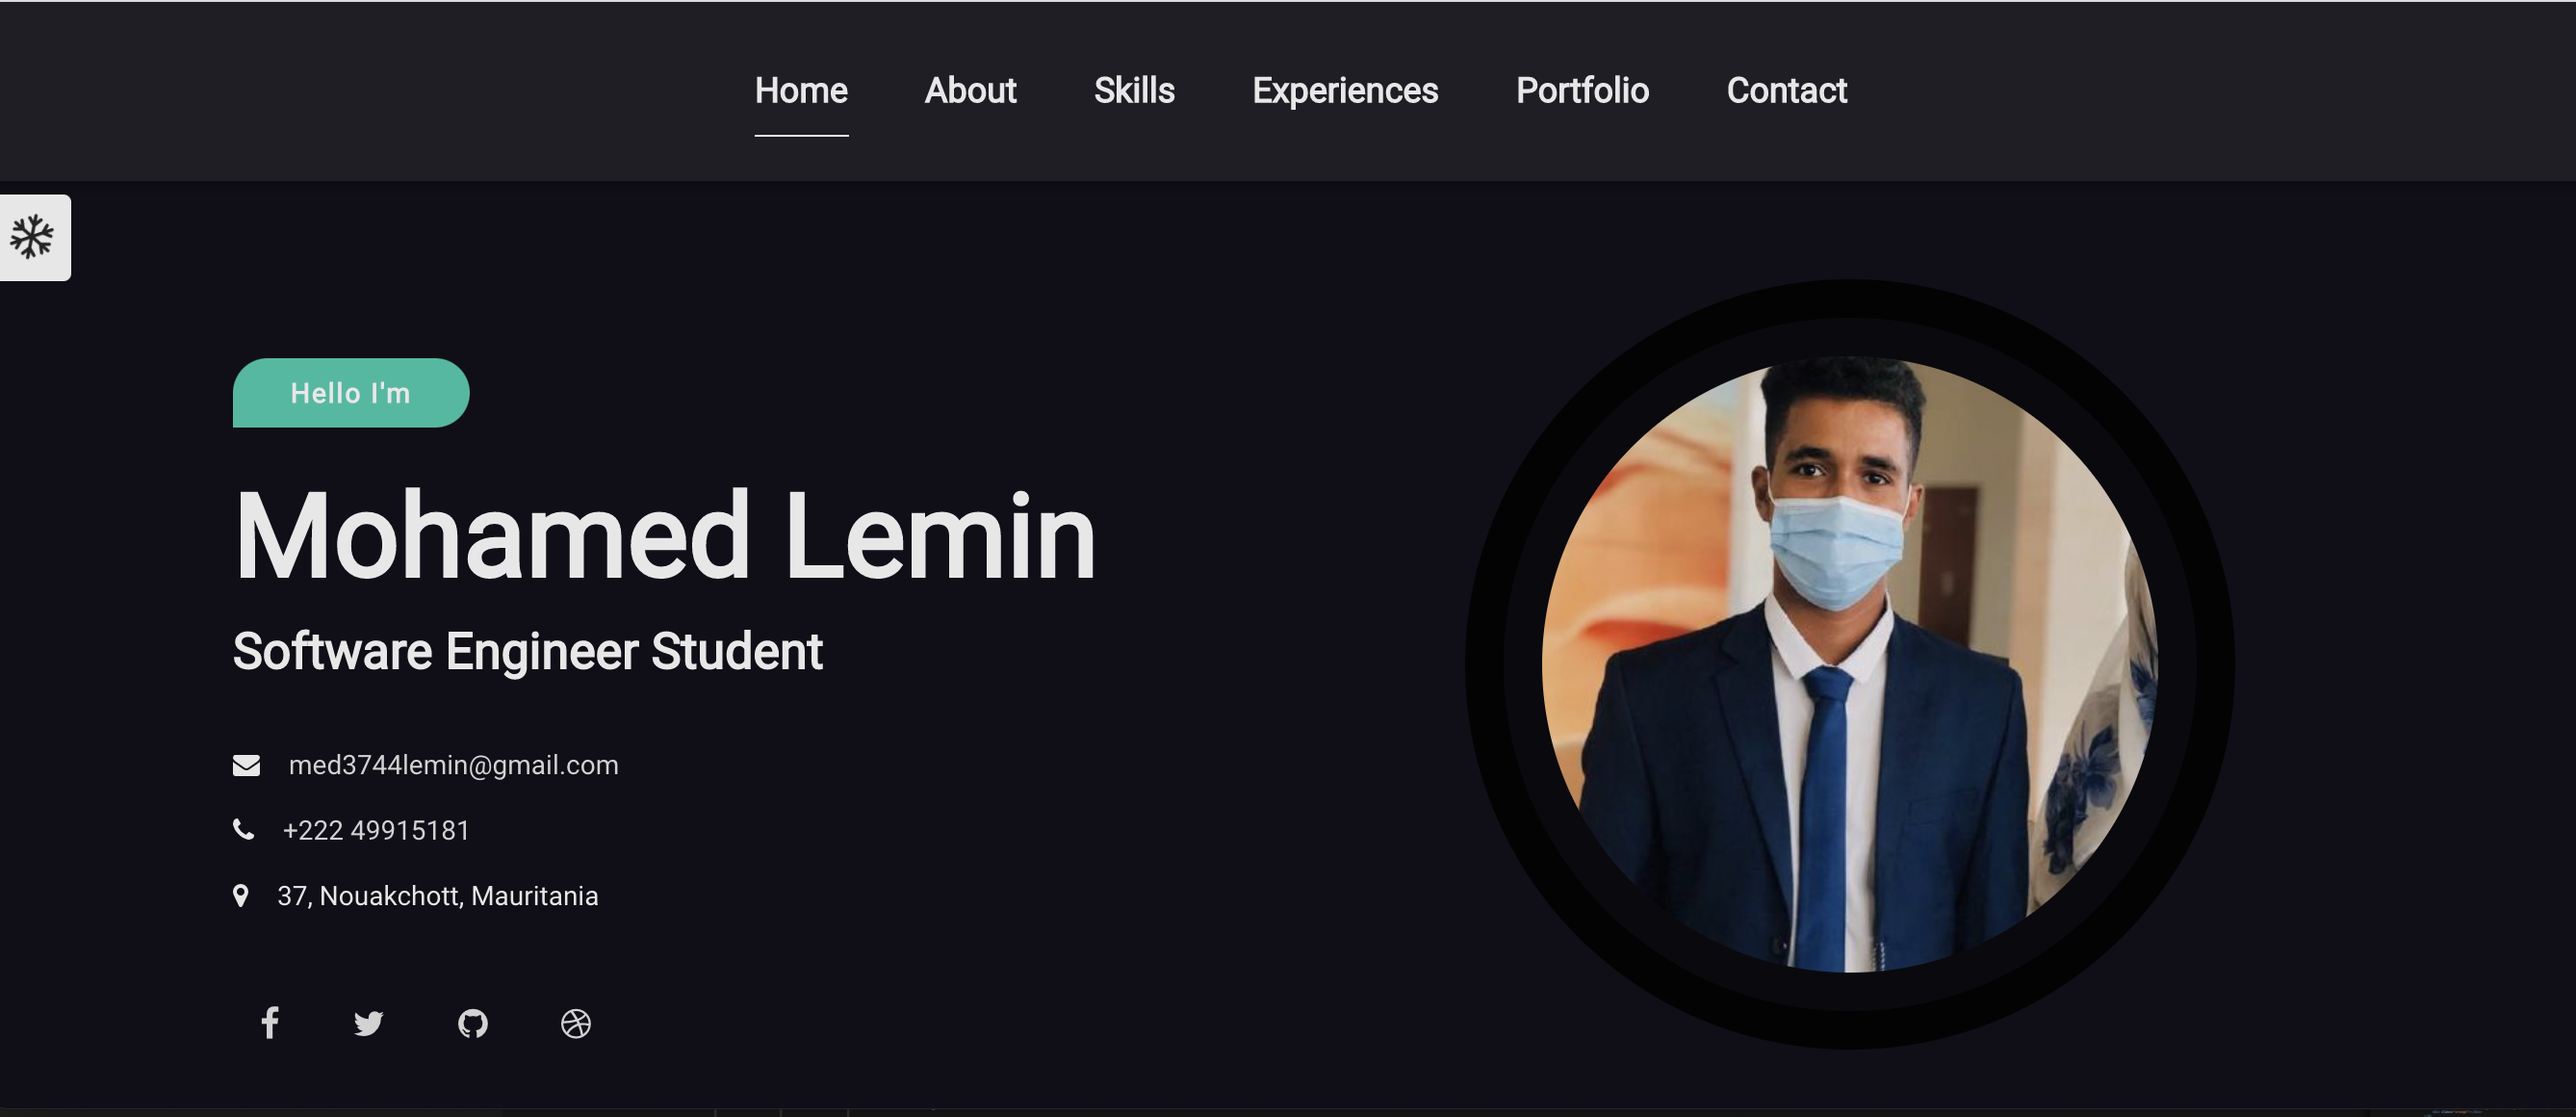 Home About Skills Experiences Portfolio Contact
Hello I'm
Mohamed Lemin
Software Engineer Student
med3744lemin@gmail.com
+222 49915181
37, Nouakchott, Mauritania